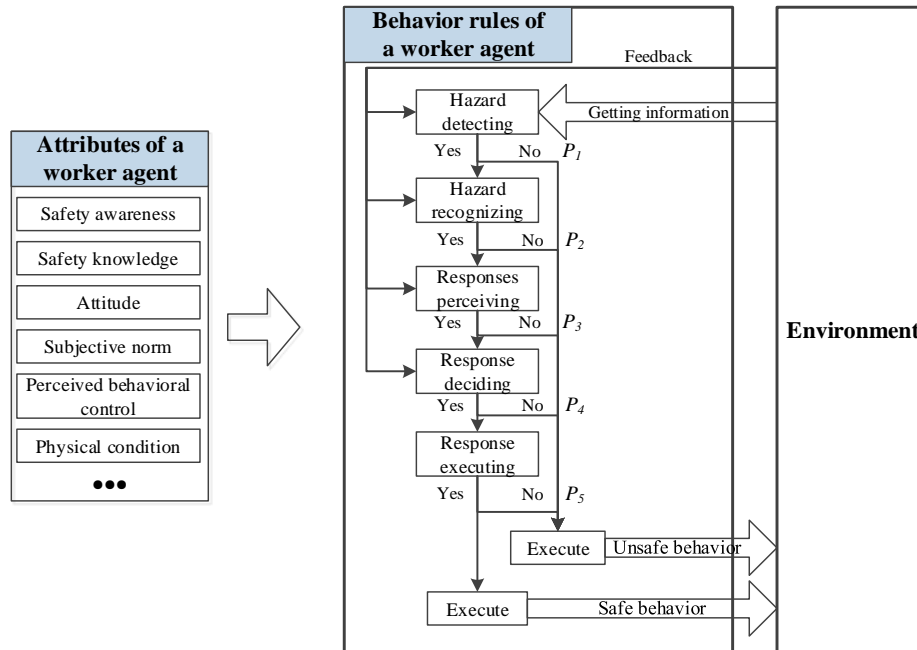 Attributes of a
worker agent
Safety awareness
Safety knowledge
Attitude
Subjective norm
Perceived behavioral
control
Physical condition
●●●
Behavior rules of
a worker agent
Feedback
Getting information
Hazard
detecting
Yes
No
P1
Hazard
recognizing
Yes
No
P2
Responses
perceiving
Yes
No
P3
Response
deciding
Yes
No
P4
Response
executing
Yes
No
P5
Execute
Unsafe behavior
Execute
Safe behavior
Environment